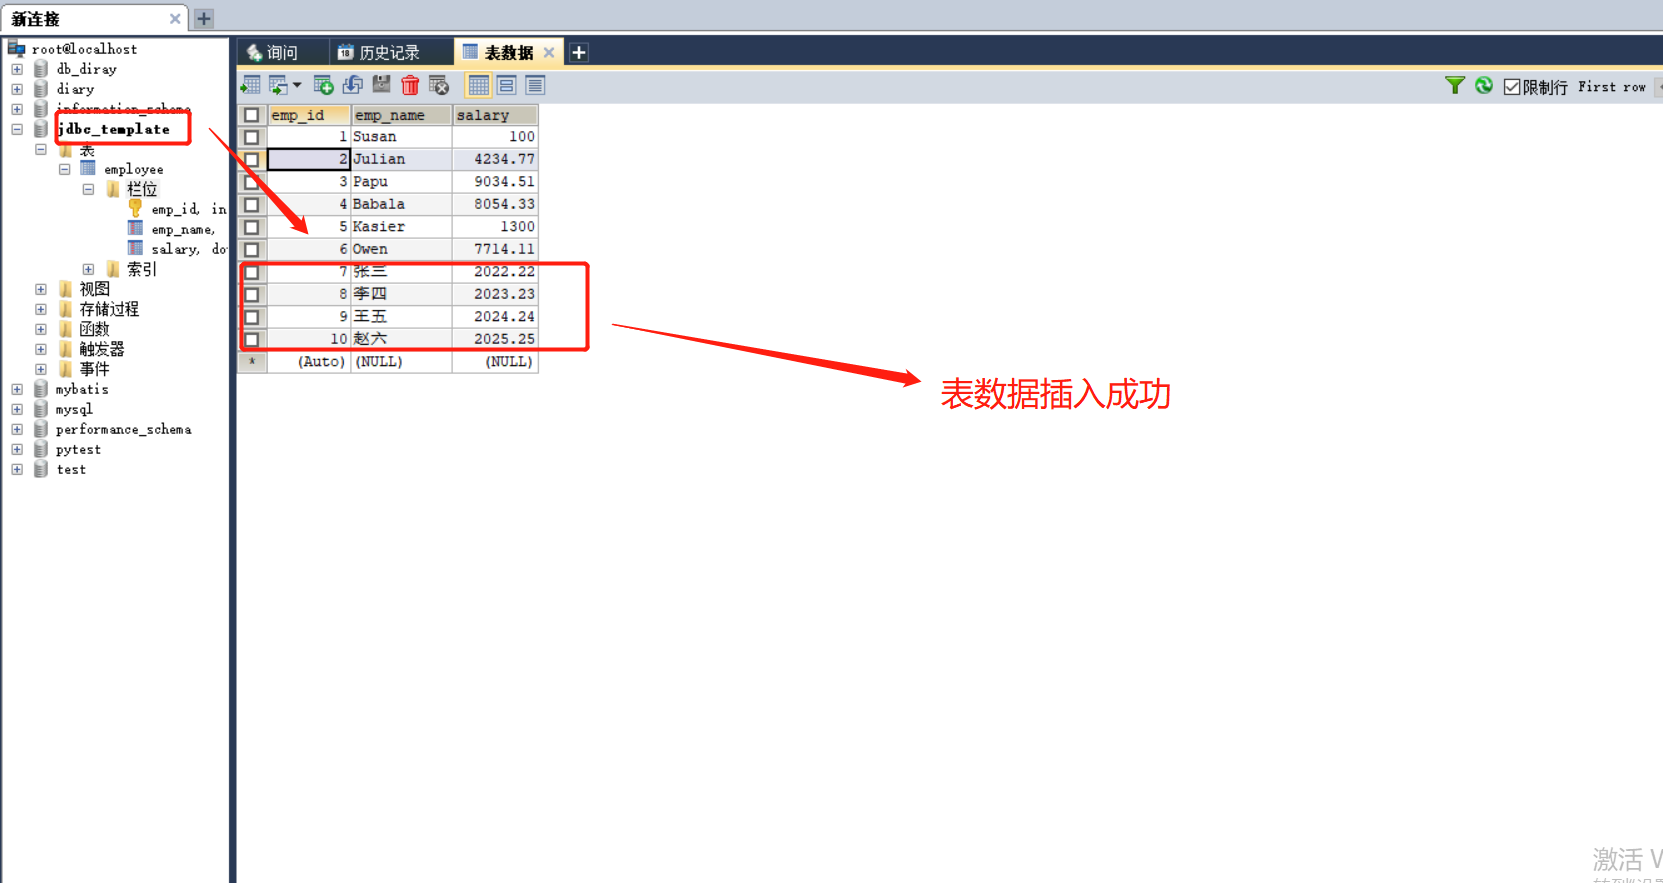 新连接
root@localhost
db_diray
diary
information_schema
jdbc_template
表
employee
栏位
emp_id, in
emp_name,
salary, do
索引
视图
存储过程
函数
触发器
事件
mybatis
mysql
performance_schema
pytest
test
询问 历史记录 表数据
限制行 First row
emp_id emp_name salary
1 Susan 100
2 Julian 4234.77
3 Papu 9034.51
4 Babala 8054.33
5 Kasier 1300
6 Owen 7714.11
7 张三 2022.22
8 李四 2023.23
9 王五 2024.24
10 赵六 2025.25
* (Auto) (NULL) (NULL)
表数据插入成功
激活 W